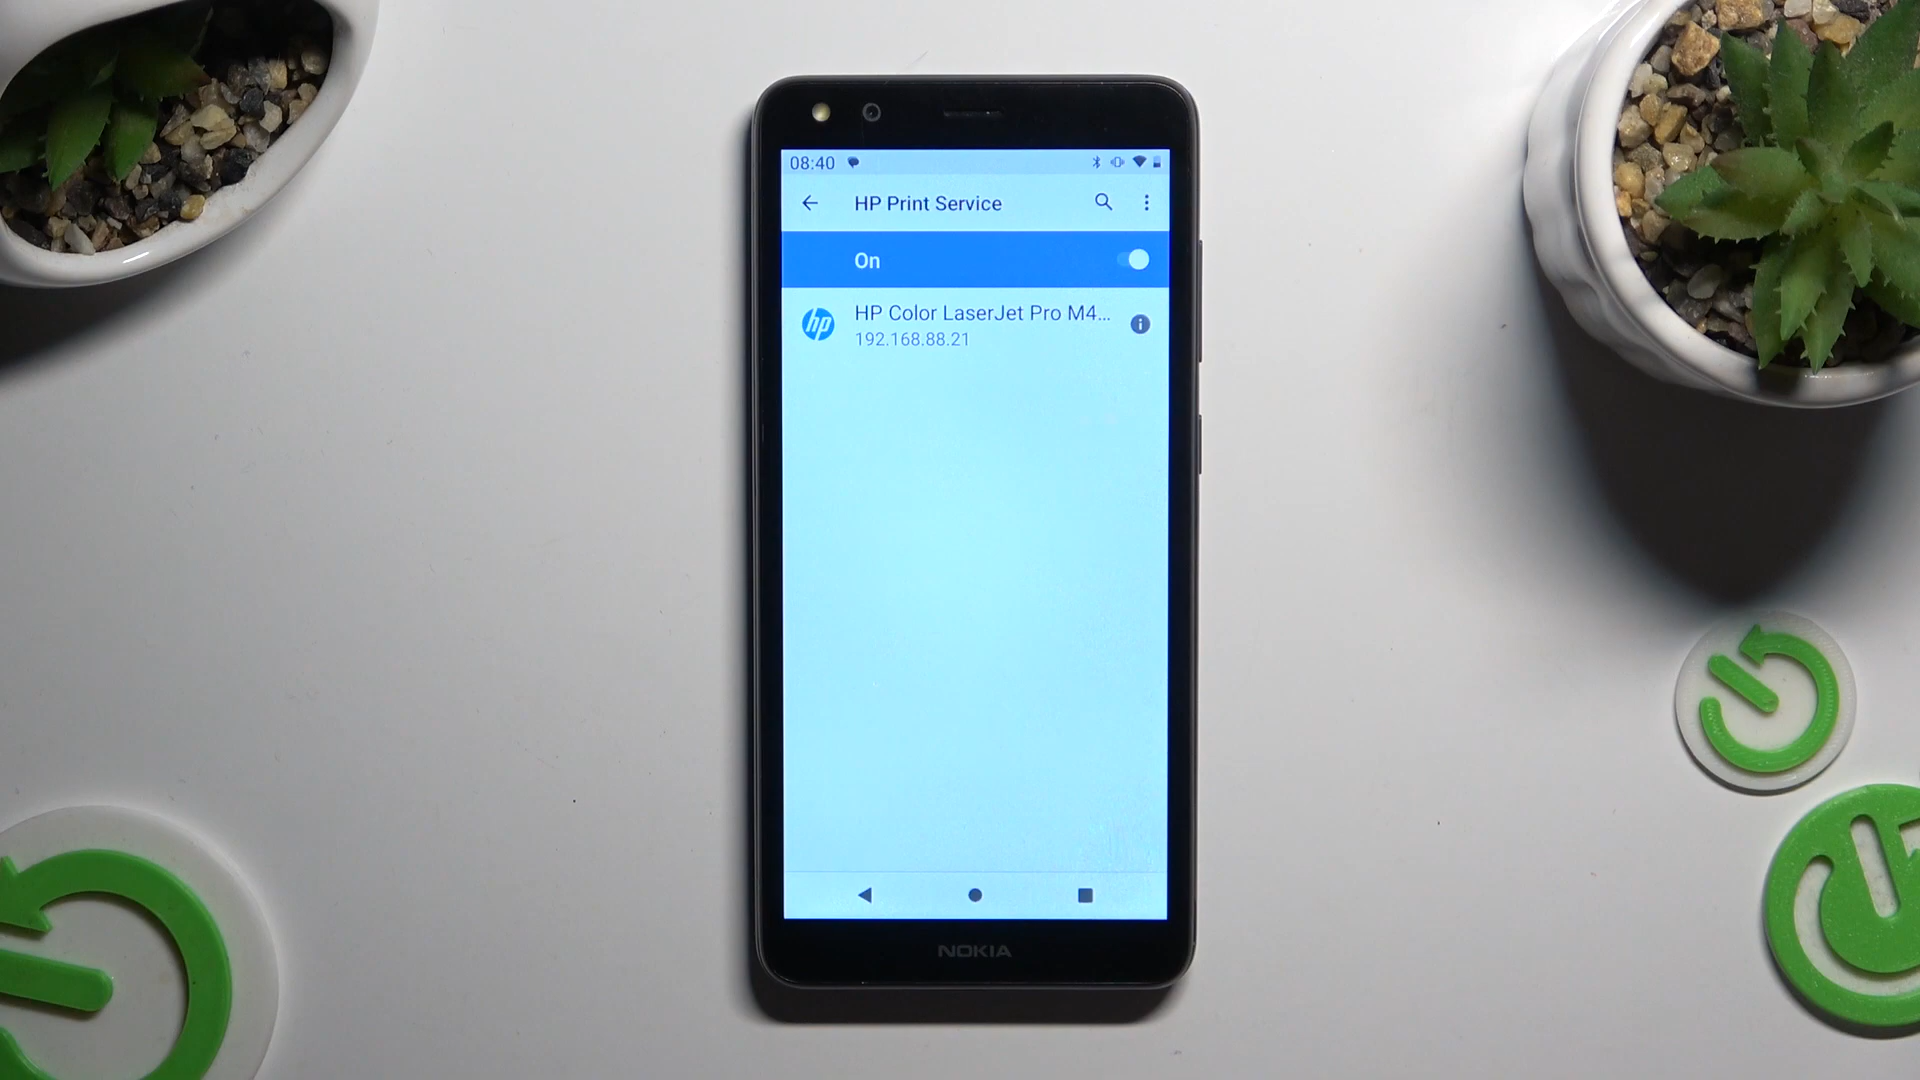 08:40
HP Print Service
On
hp
HP Color LaserJet Pro M4...
192.168.88.21
NOKIA